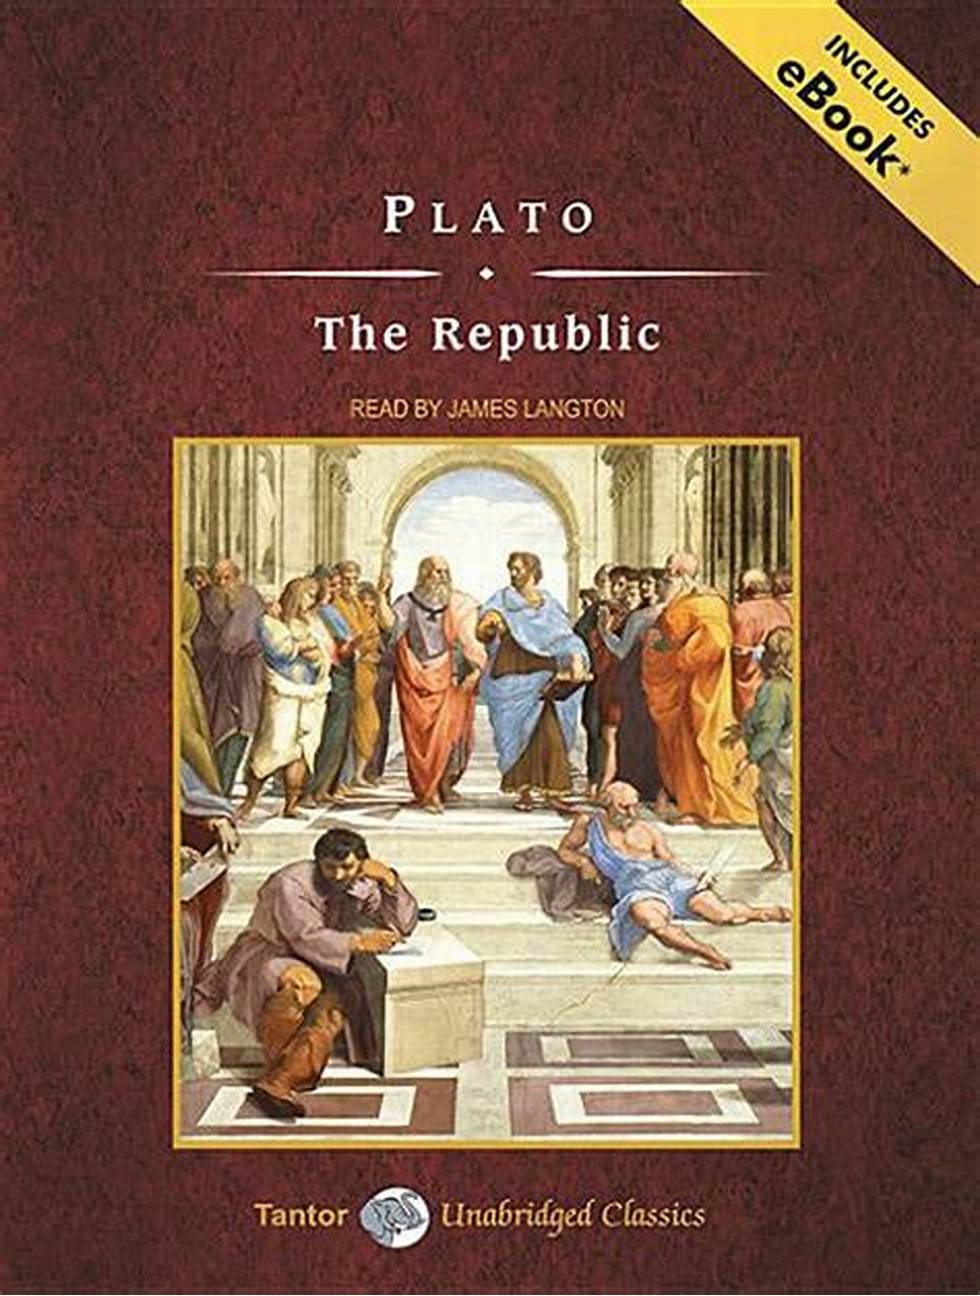 INCLUDES
eBook*
PLATO
The Republic
READ BY JAMES LANGTON
Tantor Unabridged Classics